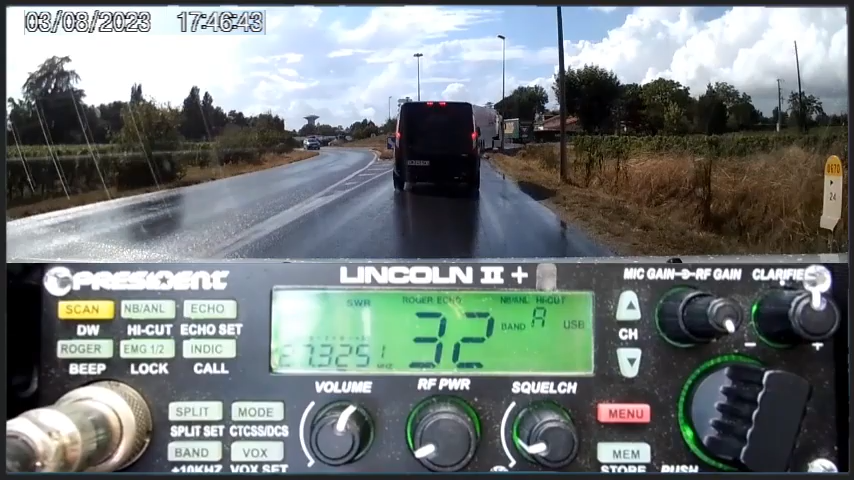 03/08/2023 17:46:43
D670
24
PRESIDENT
LINCOLN II +
MIC GAIN RF GAIN CLARIFIER
SCAN NB/ANL ECHO
DW HI-CUT ECHO SET
ROGER EMG 1/2 INDIC
BEEP LOCK CALL
SWR ROGER ECHO NB/ANL HI-CUT
32 BAND A USB
CH
VOLUME RF PWR SQUELCH
SPLIT MODE
SPLIT SET CTCSS/DCS
MENU
BAND VOX
+10KHZ VOX SET
MEM
STORE PUSH